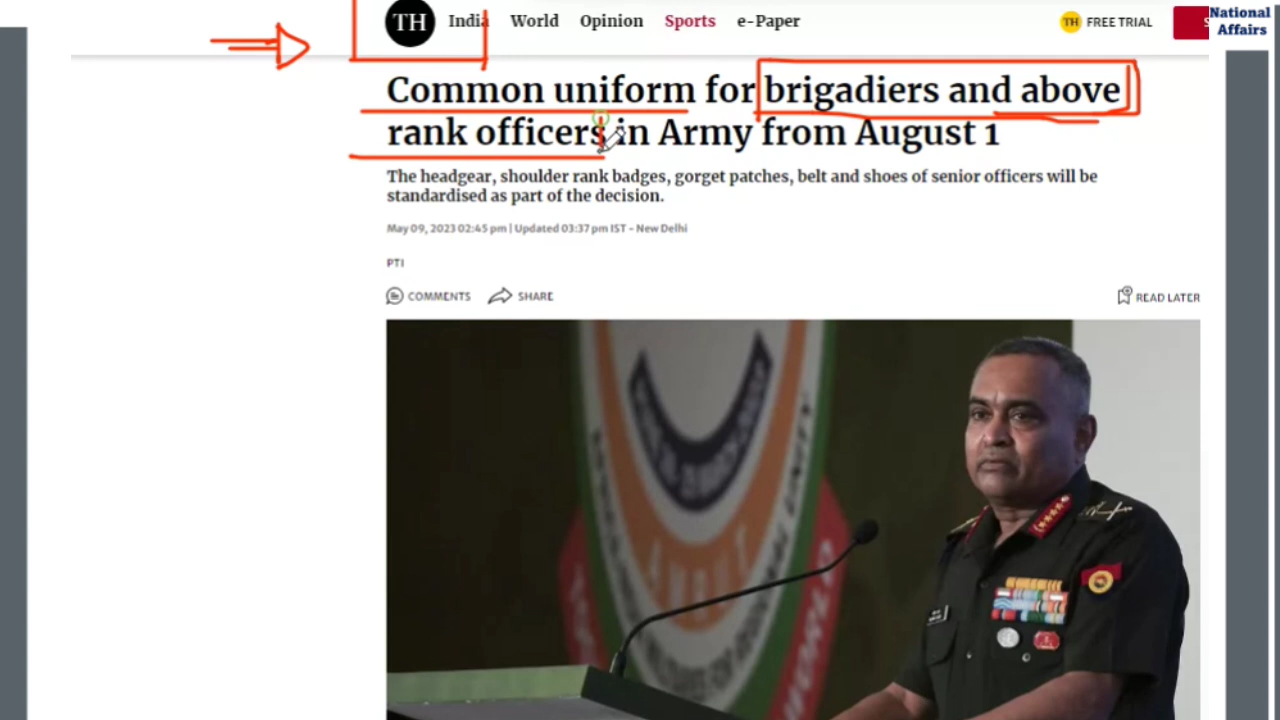 TH India World Opinion Sports e-Paper TH FREE TRIAL S
National
Affairs
Common uniform for brigadiers and above
rank officers in Army from August 1
The headgear, shoulder rank badges, gorget patches, belt and shoes of senior officers will be
standardised as part of the decision.
May 09, 2023 02:45 pm | Updated 03:37 pm IST - New Delhi
PTI
COMMENTS SHARE READ LATER